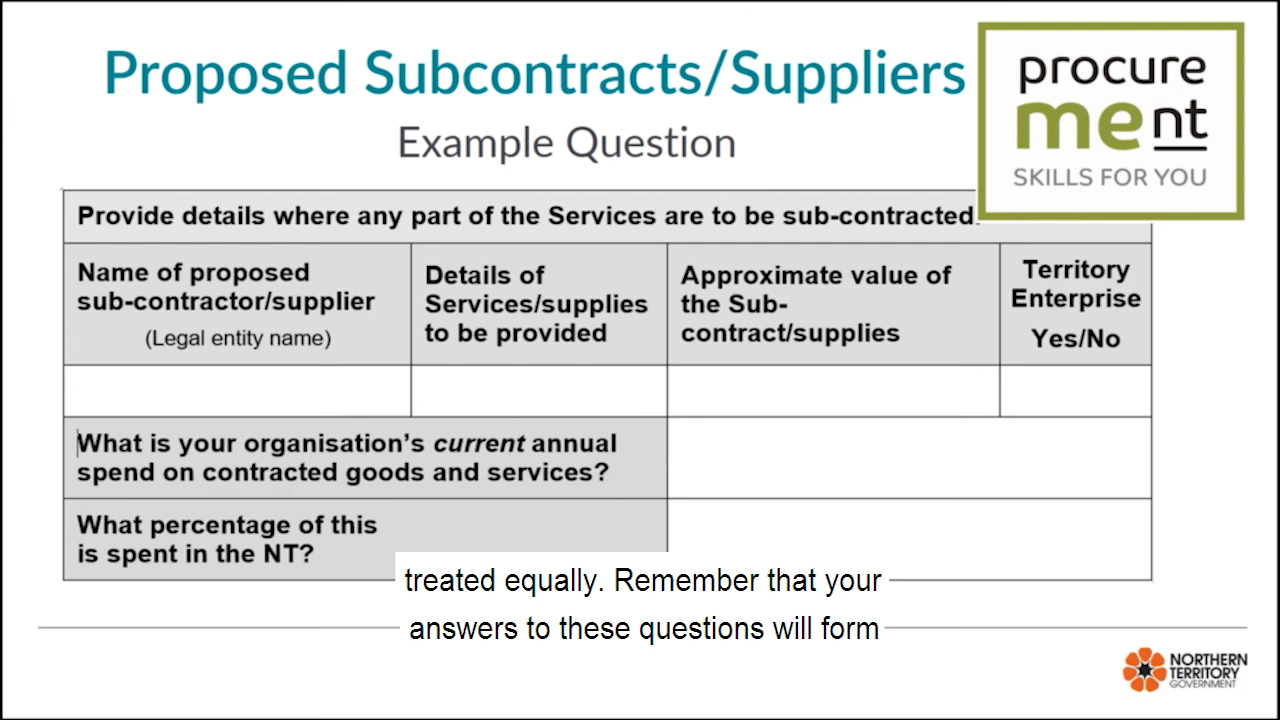 Proposed Subcontracts/Suppliers
Example Question
procure
ment
SKILLS FOR YOU
Provide details where any part of the Services are to be sub-contracted.
Name of proposed
sub-contractor/supplier
(Legal entity name)
Details of
Services/supplies
to be provided
Approximate value of
the Sub-
contract/supplies
Territory
Enterprise
Yes/No
What is your organisation's current annual
spend on contracted goods and services?
What percentage of this
is spent in the NT?
treated equally. Remember that your
answers to these questions will form
NORTHERN
TERRITORY
GOVERNMENT